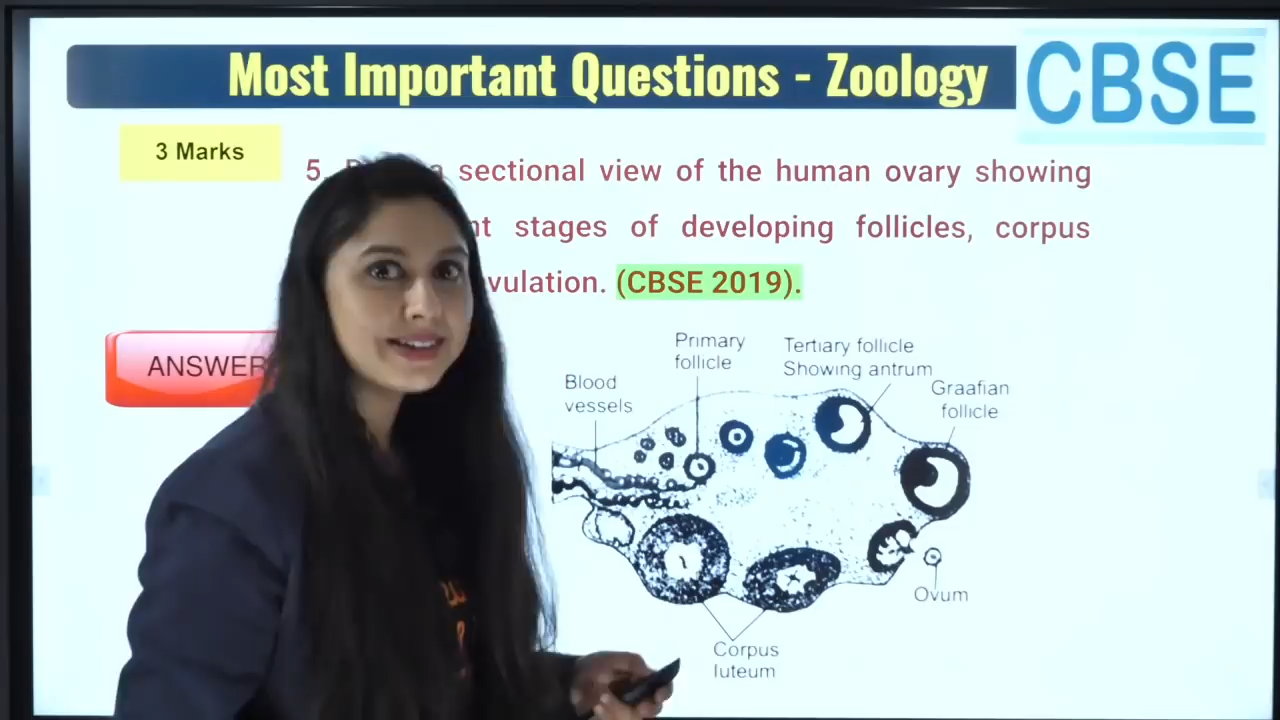 Most Important Questions - Zoology
CBSE
3 Marks
5. a sectional view of the human ovary showing
stages of developing follicles, corpus
(CBSE 2019).
ANSWER
Primary
follicle
Tertiary follicle
Showing antrum
Graafian
follicle
Blood
vessels
Ovum
Corpus
luteum